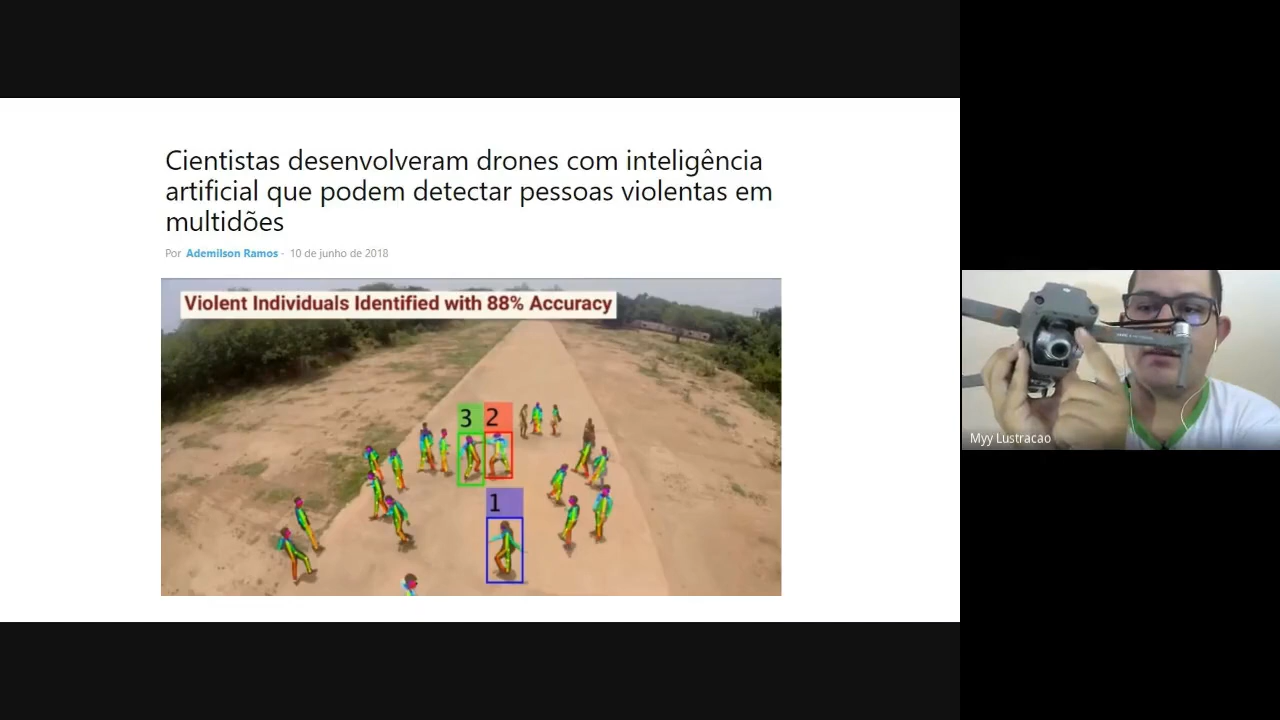 Cientistas desenvolveram drones com inteligência
artificial que podem detectar pessoas violentas em
multidões
Por Ademilson Ramos - 10 de junho de 2018
Violent Individuals Identified with 88% Accuracy
3 2
1
Myy Lustracao